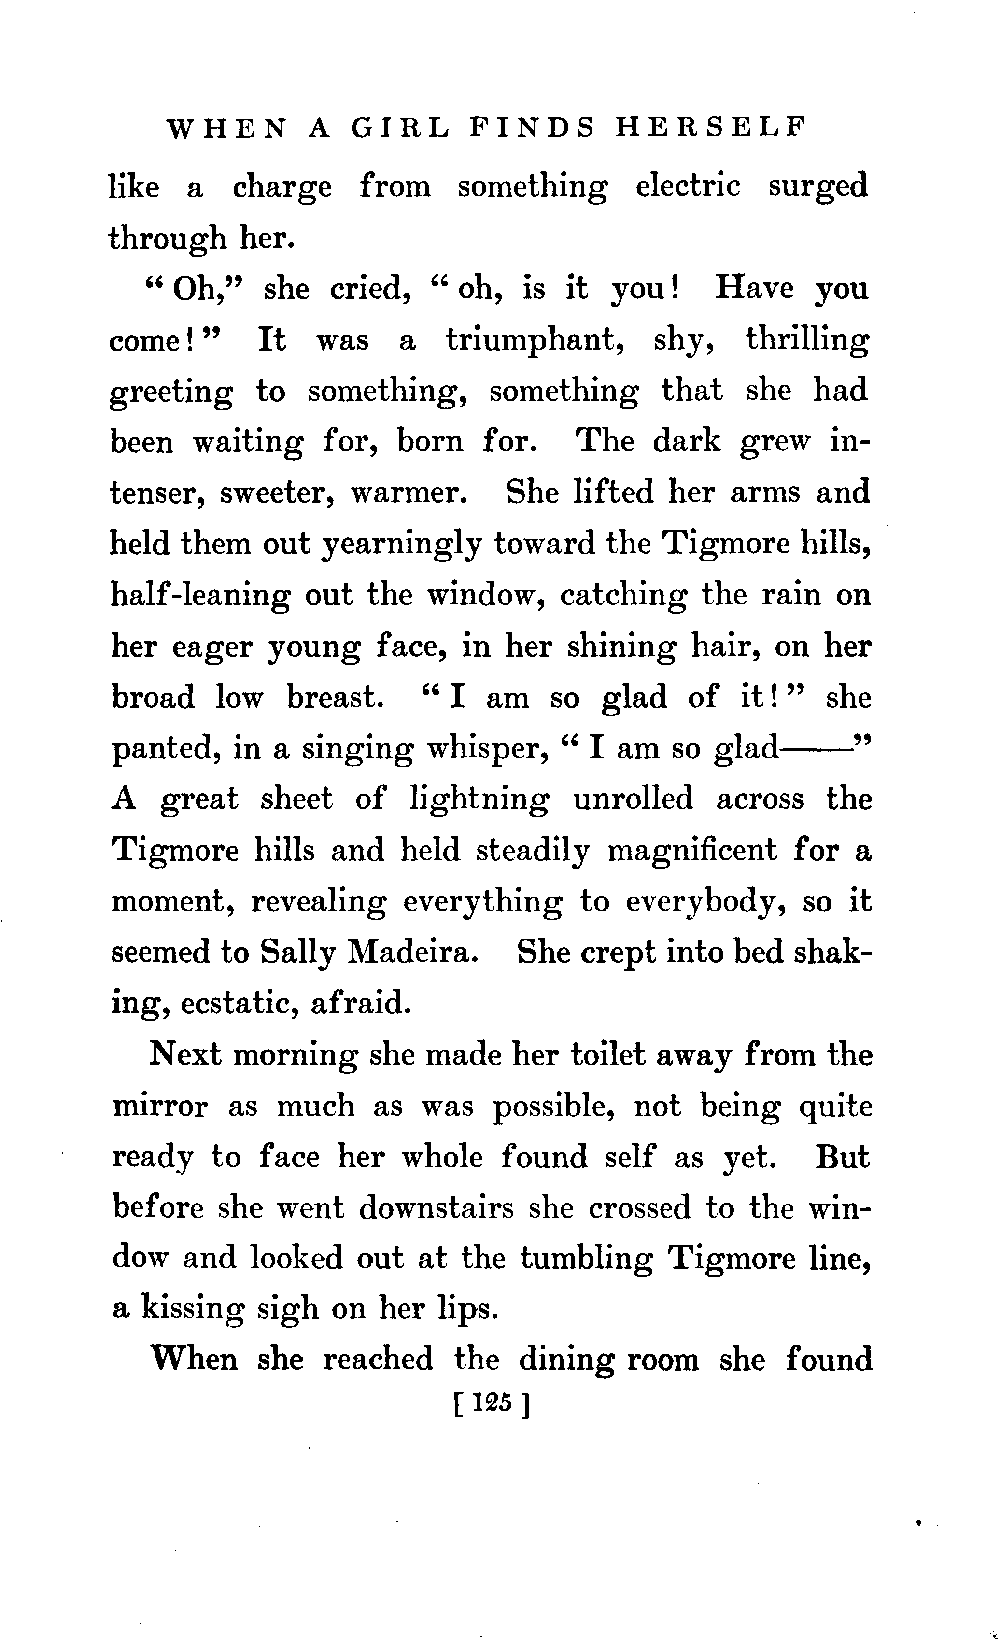 WHEN A GIRL FINDS HERSELF
like a charge from something electric surged
through her.
“ Oh,” she cried, “ oh, is it you! Have you
come! ” It was a triumphant, shy, thrilling
greeting to something, something that she had
been waiting for, born for. The dark grew in-
tenser, sweeter, warmer. She lifted her arms and
held them out yearningly toward the Tigmore hills,
half-leaning out the window, catching the rain on
her eager young face, in her shining hair, on her
broad low breast. “ I am so glad of it! ” she
panted, in a singing whisper, “ I am so glad——”
A great sheet of lightning unrolled across the
Tigmore hills and held steadily magnificent for a
moment, revealing everything to everybody, so it
seemed to Sally Madeira. She crept into bed shak-
ing, ecstatic, afraid.
Next morning she made her toilet away from the
mirror as much as was possible, not being quite
ready to face her whole found self as yet. But
before she went downstairs she crossed to the win-
dow and looked out at the tumbling Tigmore line,
a kissing sigh on her lips.
When she reached the dining room she found
[ 125 ]